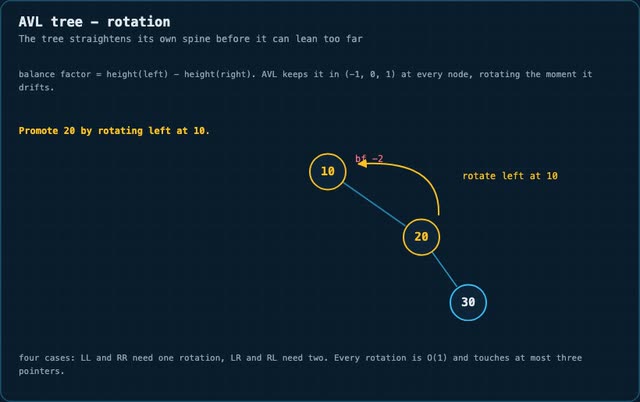 AVL tree — rotation
The tree straightens its own spine before it can lean too far
balance factor = height(left) − height(right). AVL keeps it in {−1, 0, 1} at every node, rotating the moment it
drifts.
Promote 20 by rotating left at 10.
bf −2
10
rotate left at 10
20
30
four cases: LL and RR need one rotation, LR and RL need two. Every rotation is O(1) and touches at most three
pointers.